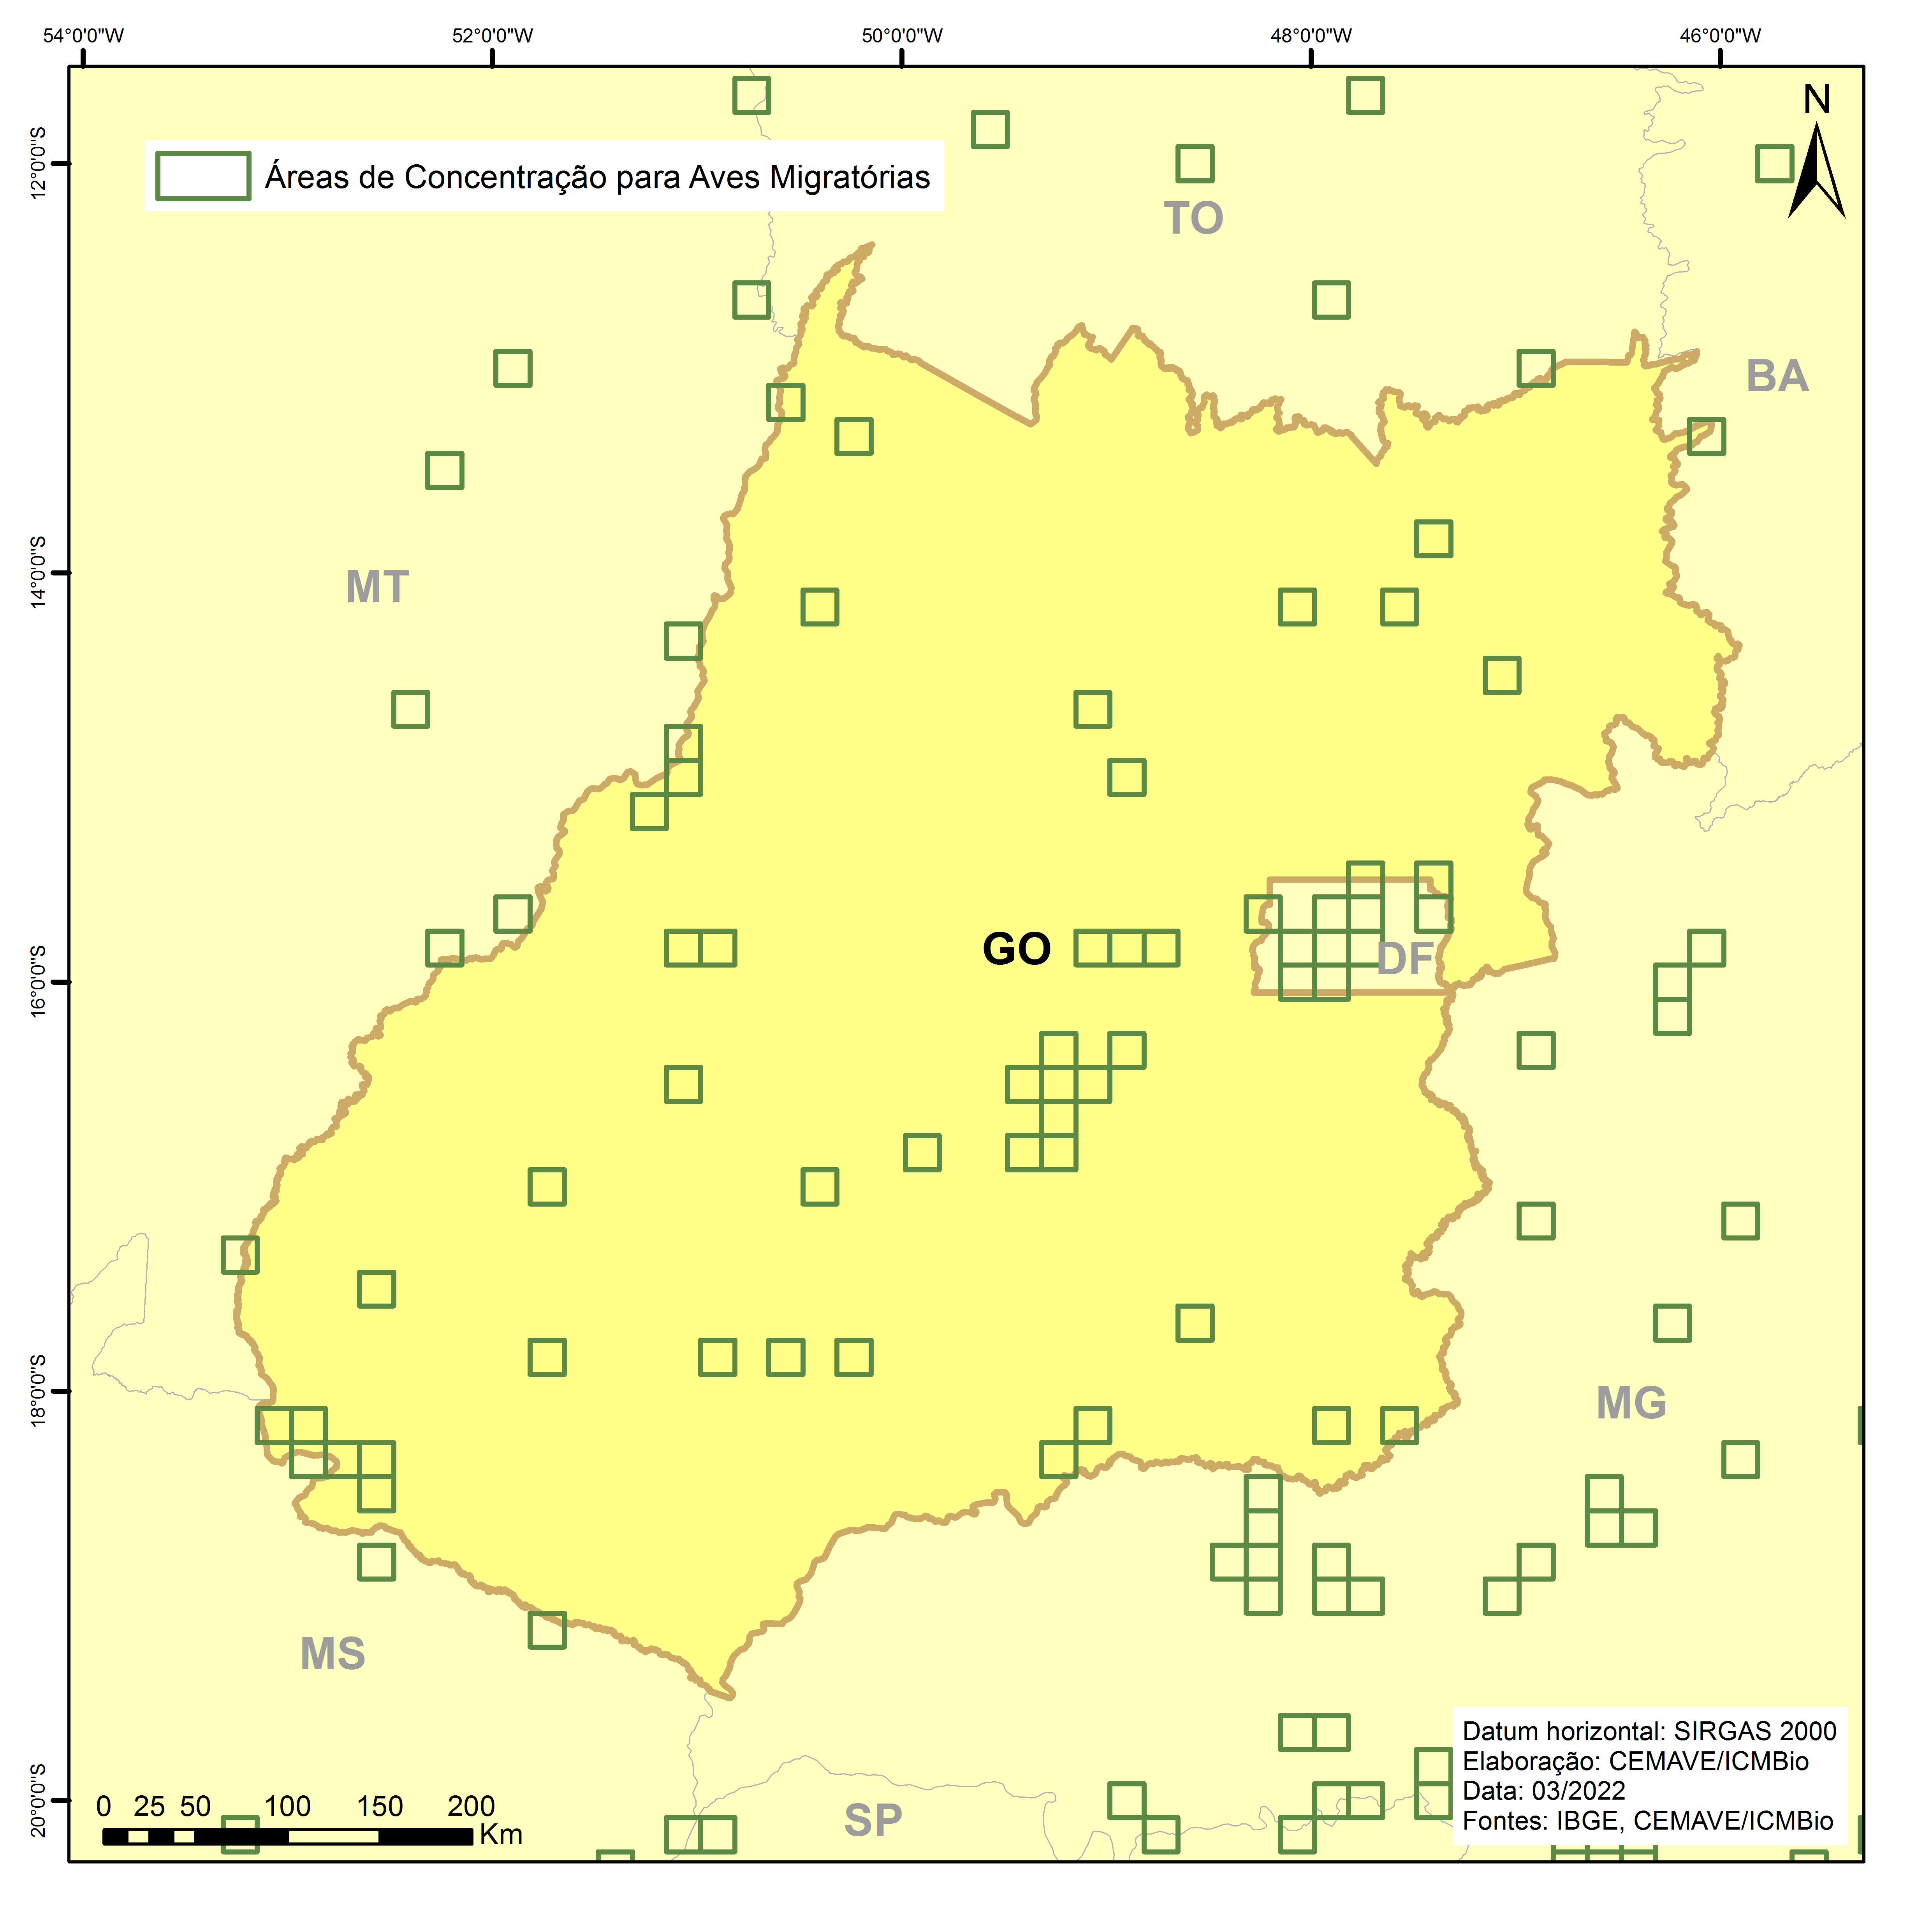 54°0'0"W 52°0'0"W 50°0'0"W 48°0'0"W 46°0'0"W
N
12°0'0"S
Áreas de Concentração para Aves Migratórias
TO
BA
14°0'0"S
MT
GO
DF
16°0'0"S
18°0'0"S
MG
MS
Datum horizontal: SIRGAS 2000
Elaboração: CEMAVE/ICMBio
Data: 03/2022
Fontes: IBGE, CEMAVE/ICMBio
20°0'0"S
0 25 50 100 150 200
Km
SP